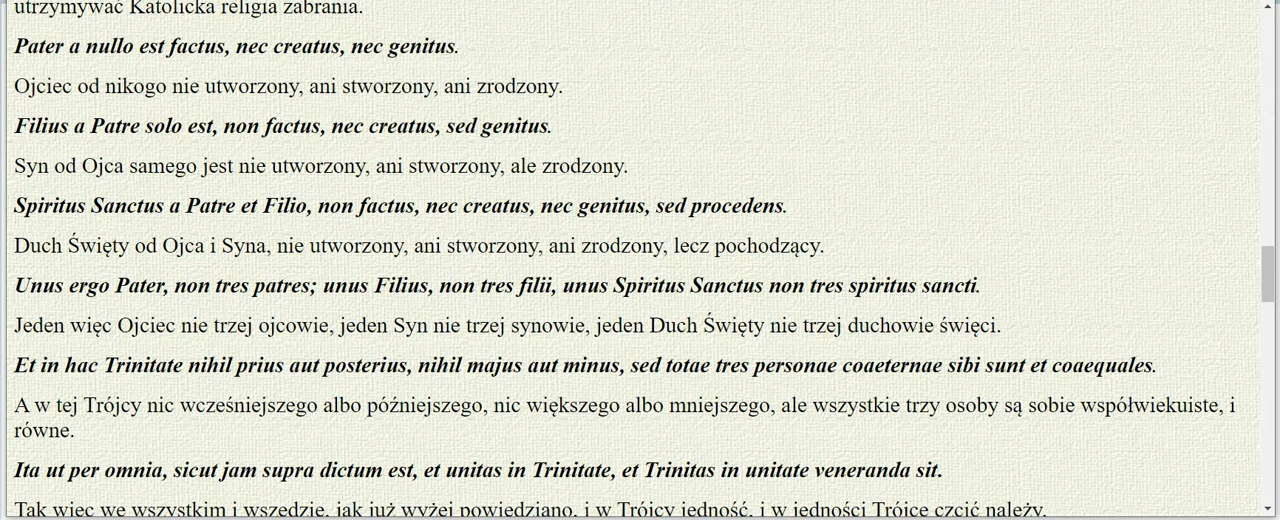 utrzymywać Katolicka religia zabrania.
Pater a nullo est factus, nec creatus, nec genitus.
Ojciec od nikogo nie utworzony, ani stworzony, ani zrodzony.
Filius a Patre solo est, non factus, nec creatus, sed genitus.
Syn od Ojca samego jest nie utworzony, ani stworzony, ale zrodzony.
Spiritus Sanctus a Patre et Filio, non factus, nec creatus, nec genitus, sed procedens.
Duch Święty od Ojca i Syna, nie utworzony, ani stworzony, ani zrodzony, lecz pochodzący.
Unus ergo Pater, non tres patres; unus Filius, non tres filii, unus Spiritus Sanctus non tres spiritus sancti.
Jeden więc Ojciec nie trzej ojcowie, jeden Syn nie trzej synowie, jeden Duch Święty nie trzej duchowie święci.
Et in hac Trinitate nihil prius aut posterius, nihil majus aut minus, sed totae tres personae coaeternae sibi sunt et coaequales.
A w tej Trójcy nic wcześniejszego albo późniejszego, nic większego albo mniejszego, ale wszystkie trzy osoby są sobie współwiekuiste, i
równe.
Ita ut per omnia, sicut jam supra dictum est, et unitas in Trinitate, et Trinitas in unitate veneranda sit.
Tak więc we wszystkim i wszędzie, jak już wyżej powiedziano, i w Trójcy jedność, i w jedności Trójcę czcić należy.